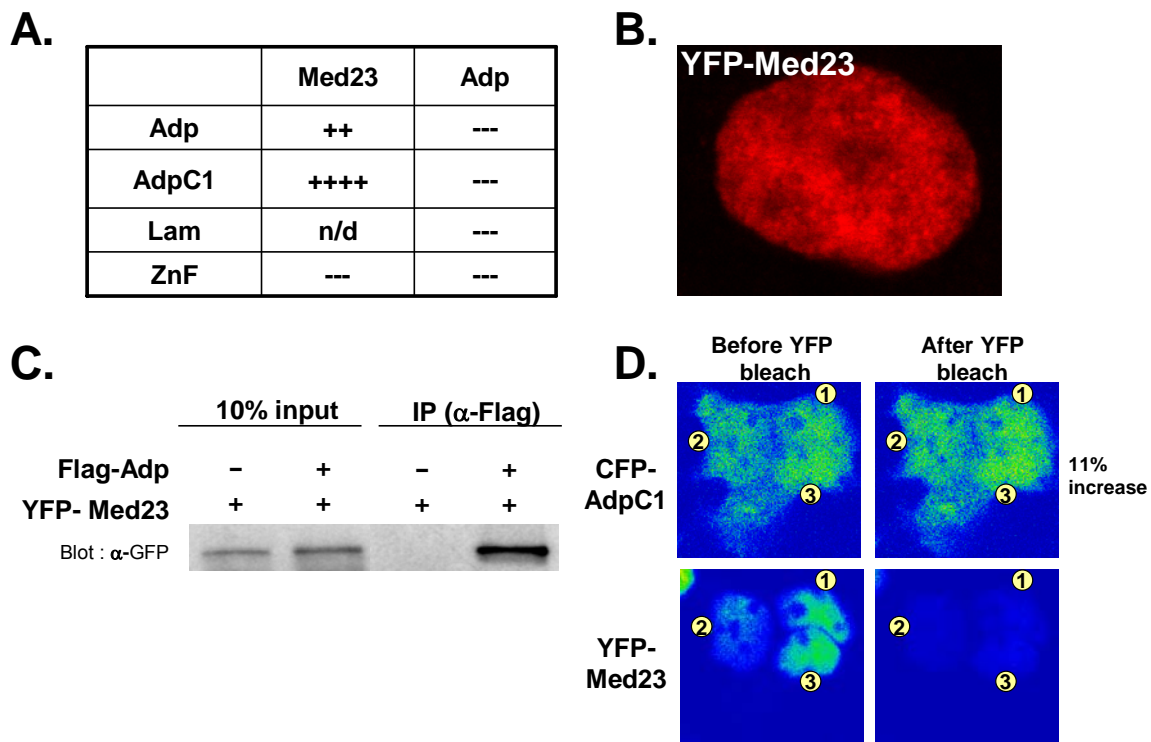 A.
Med23 Adp
Adp ++ ---
AdpC1 ++++ ---
Lam n/d ---
ZnF --- ---
B.
YFP-Med23
C.
10% input IP (α-Flag)
Flag-Adp – + – +
YFP- Med23 + + + +
Blot : α-GFP
D.
Before YFP
bleach
After YFP
bleach
CFP-
AdpC1
1
2
3
1
2
3
11%
increase
YFP-
Med23
1
2
3
1
2
3